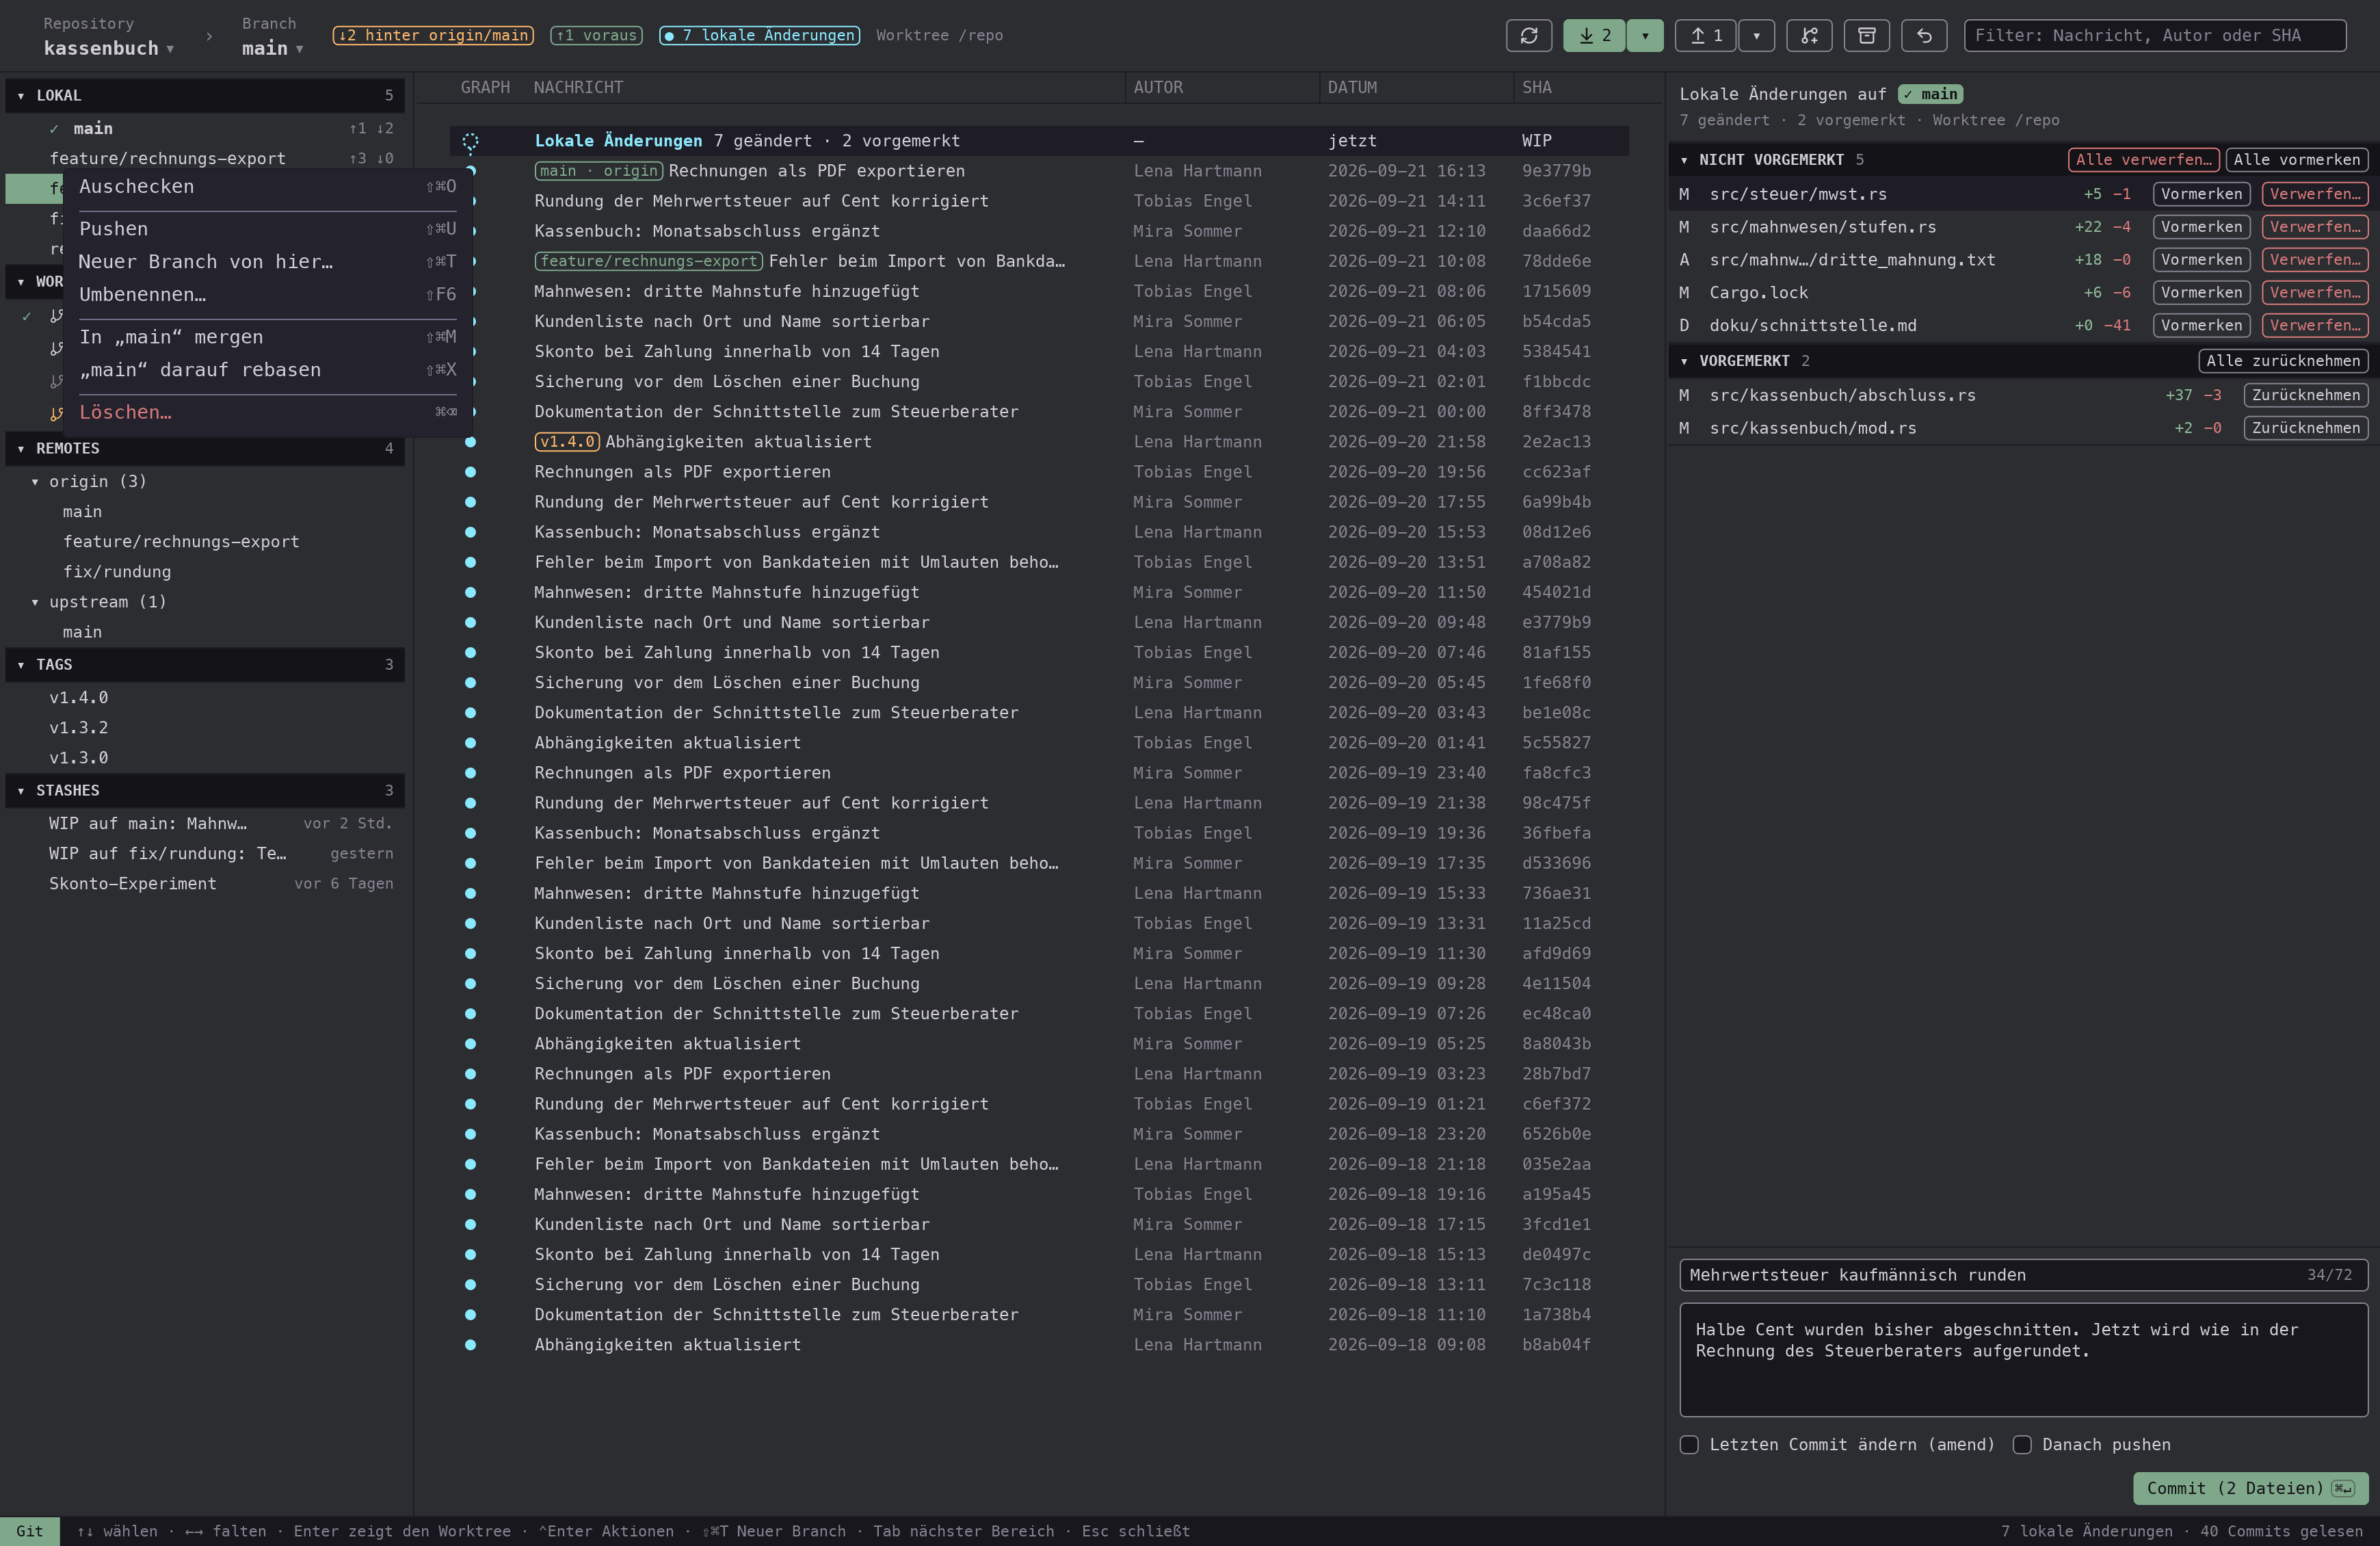 Repository › Branch
kassenbuch ▾ main ▾ ↓2 hinter origin/main ↑1 voraus ● 7 lokale Änderungen Worktree /repo 2 ▾ 1 ▾ Filter: Nachricht, Autor oder SHA
▾ LOKAL 5
✓ main ↑1 ↓2
feature/rechnungs-export ↑3 ↓0
▾ WOR
✓
Auschecken ⇧⌘O
Pushen ⇧⌘U
Neuer Branch von hier… ⇧⌘T
Umbenennen… ⇧F6
In „main“ mergen ⇧⌘M
„main“ darauf rebasen ⇧⌘X
Löschen… ⌘⌫
▾ REMOTES 4
▾ origin (3)
main
feature/rechnungs-export
fix/rundung
▾ upstream (1)
main
▾ TAGS 3
v1.4.0
v1.3.2
v1.3.0
▾ STASHES 3
WIP auf main: Mahnw… vor 2 Std.
WIP auf fix/rundung: Te… gestern
Skonto-Experiment vor 6 Tagen
GRAPH NACHRICHT AUTOR DATUM SHA
Lokale Änderungen 7 geändert · 2 vorgemerkt — jetzt WIP
main · origin Rechnungen als PDF exportieren Lena Hartmann 2026-09-21 16:13 9e3779b
Rundung der Mehrwertsteuer auf Cent korrigiert Tobias Engel 2026-09-21 14:11 3c6ef37
Kassenbuch: Monatsabschluss ergänzt Mira Sommer 2026-09-21 12:10 daa66d2
feature/rechnungs-export Fehler beim Import von Bankda… Lena Hartmann 2026-09-21 10:08 78dde6e
Mahnwesen: dritte Mahnstufe hinzugefügt Tobias Engel 2026-09-21 08:06 1715609
Kundenliste nach Ort und Name sortierbar Mira Sommer 2026-09-21 06:05 b54cda5
Skonto bei Zahlung innerhalb von 14 Tagen Lena Hartmann 2026-09-21 04:03 5384541
Sicherung vor dem Löschen einer Buchung Tobias Engel 2026-09-21 02:01 f1bbcdc
Dokumentation der Schnittstelle zum Steuerberater Mira Sommer 2026-09-21 00:00 8ff3478
v1.4.0 Abhängigkeiten aktualisiert Lena Hartmann 2026-09-20 21:58 2e2ac13
Rechnungen als PDF exportieren Tobias Engel 2026-09-20 19:56 cc623af
Rundung der Mehrwertsteuer auf Cent korrigiert Mira Sommer 2026-09-20 17:55 6a99b4b
Kassenbuch: Monatsabschluss ergänzt Lena Hartmann 2026-09-20 15:53 08d12e6
Fehler beim Import von Bankdateien mit Umlauten beho… Tobias Engel 2026-09-20 13:51 a708a82
Mahnwesen: dritte Mahnstufe hinzugefügt Mira Sommer 2026-09-20 11:50 454021d
Kundenliste nach Ort und Name sortierbar Lena Hartmann 2026-09-20 09:48 e3779b9
Skonto bei Zahlung innerhalb von 14 Tagen Tobias Engel 2026-09-20 07:46 81af155
Sicherung vor dem Löschen einer Buchung Mira Sommer 2026-09-20 05:45 1fe68f0
Dokumentation der Schnittstelle zum Steuerberater Lena Hartmann 2026-09-20 03:43 be1e08c
Abhängigkeiten aktualisiert Tobias Engel 2026-09-20 01:41 5c55827
Rechnungen als PDF exportieren Mira Sommer 2026-09-19 23:40 fa8cfc3
Rundung der Mehrwertsteuer auf Cent korrigiert Lena Hartmann 2026-09-19 21:38 98c475f
Kassenbuch: Monatsabschluss ergänzt Tobias Engel 2026-09-19 19:36 36fbefa
Fehler beim Import von Bankdateien mit Umlauten beho… Mira Sommer 2026-09-19 17:35 d533696
Mahnwesen: dritte Mahnstufe hinzugefügt Lena Hartmann 2026-09-19 15:33 736ae31
Kundenliste nach Ort und Name sortierbar Tobias Engel 2026-09-19 13:31 11a25cd
Skonto bei Zahlung innerhalb von 14 Tagen Mira Sommer 2026-09-19 11:30 afd9d69
Sicherung vor dem Löschen einer Buchung Lena Hartmann 2026-09-19 09:28 4e11504
Dokumentation der Schnittstelle zum Steuerberater Tobias Engel 2026-09-19 07:26 ec48ca0
Abhängigkeiten aktualisiert Mira Sommer 2026-09-19 05:25 8a8043b
Rechnungen als PDF exportieren Lena Hartmann 2026-09-19 03:23 28b7bd7
Rundung der Mehrwertsteuer auf Cent korrigiert Tobias Engel 2026-09-19 01:21 c6ef372
Kassenbuch: Monatsabschluss ergänzt Mira Sommer 2026-09-18 23:20 6526b0e
Fehler beim Import von Bankdateien mit Umlauten beho… Lena Hartmann 2026-09-18 21:18 035e2aa
Mahnwesen: dritte Mahnstufe hinzugefügt Tobias Engel 2026-09-18 19:16 a195a45
Kundenliste nach Ort und Name sortierbar Mira Sommer 2026-09-18 17:15 3fcd1e1
Skonto bei Zahlung innerhalb von 14 Tagen Lena Hartmann 2026-09-18 15:13 de0497c
Sicherung vor dem Löschen einer Buchung Tobias Engel 2026-09-18 13:11 7c3c118
Dokumentation der Schnittstelle zum Steuerberater Mira Sommer 2026-09-18 11:10 1a738b4
Abhängigkeiten aktualisiert Lena Hartmann 2026-09-18 09:08 b8ab04f
Lokale Änderungen auf ✓ main
7 geändert · 2 vorgemerkt · Worktree /repo
▾ NICHT VORGEMERKT 5 Alle verwerfen… Alle vormerken
M src/steuer/mwst.rs +5 −1 Vormerken Verwerfen…
M src/mahnwesen/stufen.rs +22 −4 Vormerken Verwerfen…
A src/mahnw…/dritte_mahnung.txt +18 −0 Vormerken Verwerfen…
M Cargo.lock +6 −6 Vormerken Verwerfen…
D doku/schnittstelle.md +0 −41 Vormerken Verwerfen…
▾ VORGEMERKT 2 Alle zurücknehmen
M src/kassenbuch/abschluss.rs +37 −3 Zurücknehmen
M src/kassenbuch/mod.rs +2 −0 Zurücknehmen
Mehrwertsteuer kaufmännisch runden 34/72
Halbe Cent wurden bisher abgeschnitten. Jetzt wird wie in der
Rechnung des Steuerberaters aufgerundet.
Letzten Commit ändern (amend) Danach pushen
Commit (2 Dateien) ⌘↵
Git ↑↓ wählen · ←→ falten · Enter zeigt den Worktree · ⌃Enter Aktionen · ⇧⌘T Neuer Branch · Tab nächster Bereich · Esc schließt 7 lokale Änderungen · 40 Commits gelesen